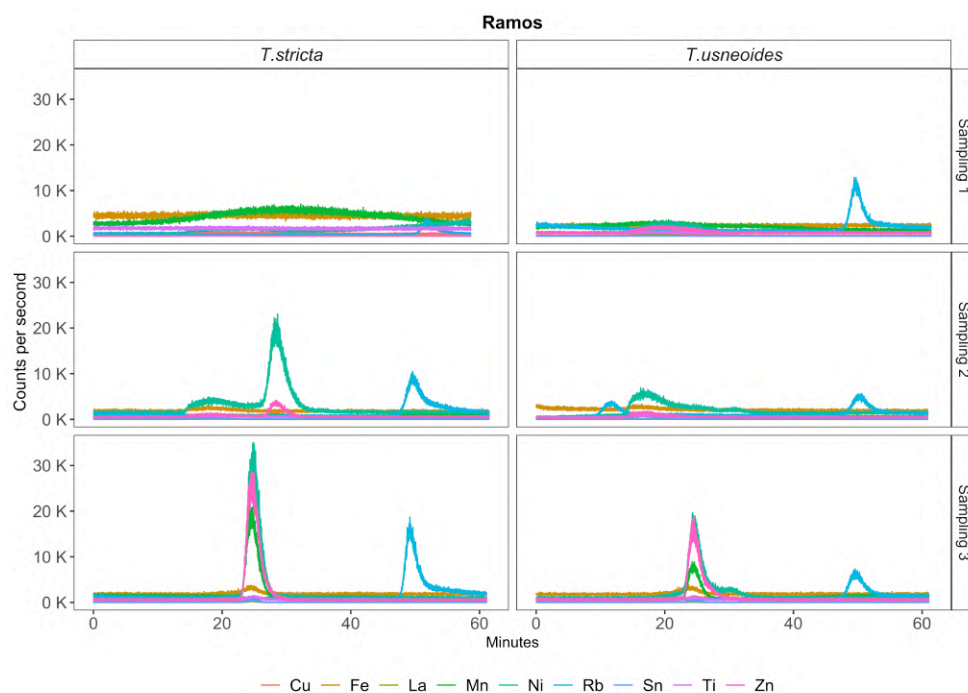 Ramos
T.stricta T.usneoides
30 K
20 K
10 K
0 K
Sampling 1
30 K
20 K
10 K
0 K
Sampling 2
30 K
20 K
10 K
0 K
Sampling 3
Counts per second
0 20 40 60 0 20 40 60
Minutes
Cu Fe La Mn Ni Rb Sn Ti Zn